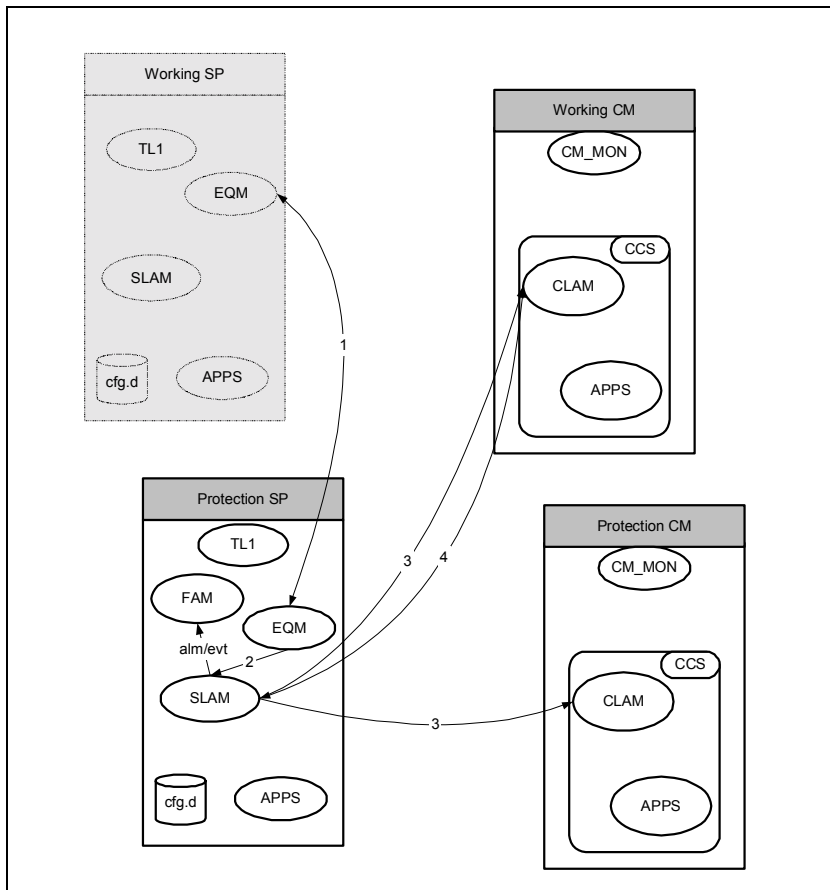 Working SP
TL1
EQM
SLAM
cfg.d
APPS
1
Working CM
CM_MON
CCS
CLAM
APPS
Protection SP
TL1
FAM
EQM
alm/evt
2
SLAM
cfg.d
APPS
3
4
3
Protection CM
CM_MON
CCS
CLAM
APPS